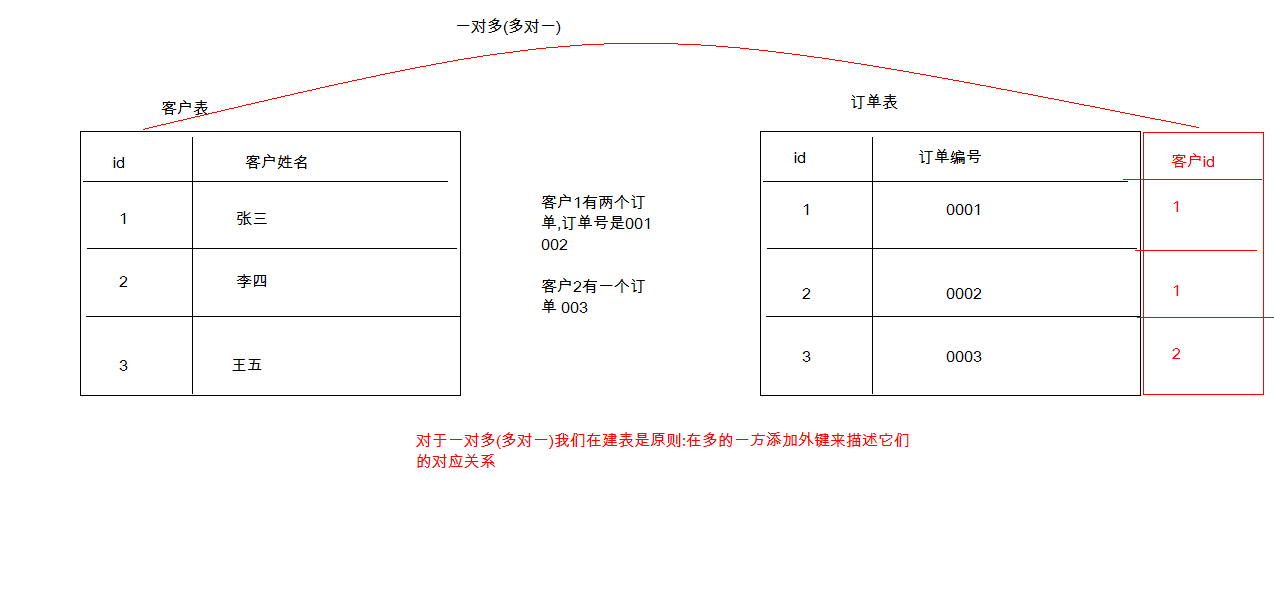 一对多(多对一)
客户表
订单表
id 客户姓名
1 张三
2 李四
3 王五
客户1有两个订
单,订单号是001
002
客户2有一个订
单 003
id 订单编号 客户id
1 0001 1
2 0002 1
3 0003 2
对于一对多(多对一)我们在建表是原则:在多的一方添加外键来描述它们
的对应关系